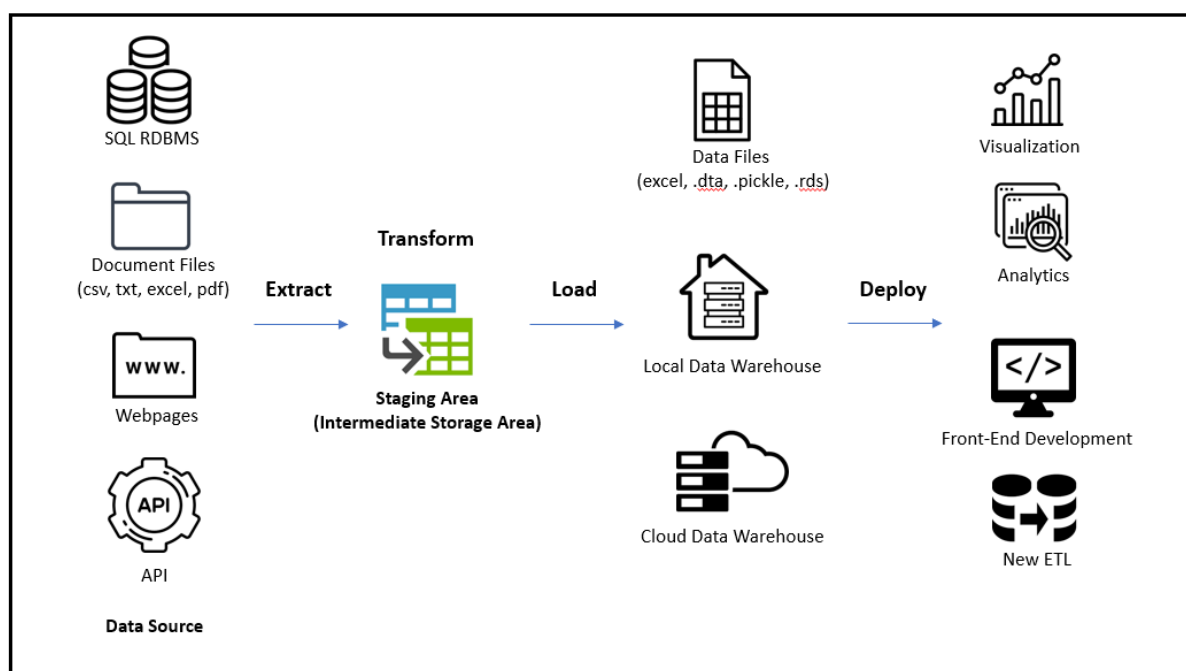 SQL RDBMS
Document Files
(csv, txt, excel, pdf)
www.
Webpages
API
API
Data Source
Extract
Transform
Staging Area
(Intermediate Storage Area)
Load
Data Files
(excel, .dta, .pickle, .rds)
Local Data Warehouse
Cloud Data Warehouse
Deploy
Visualization
Analytics
</>
Front-End Development
New ETL